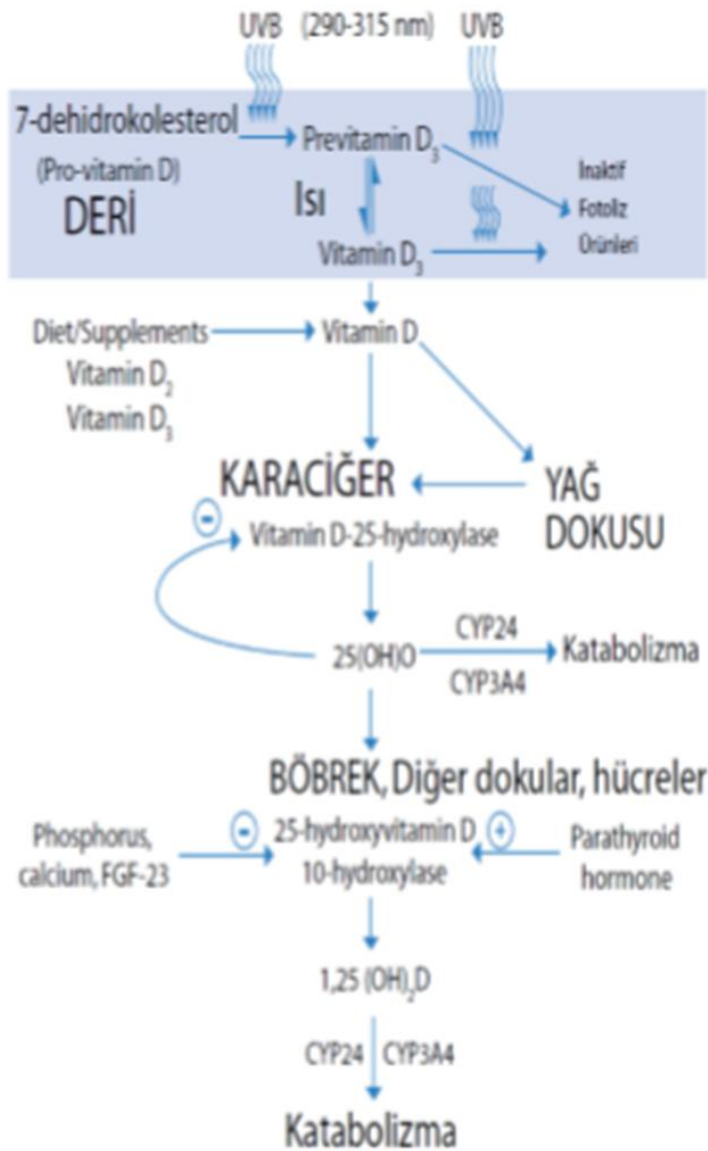 UVB (290-315 nm) UVB
7-dehidrokolesterol
(Pro-vitamin D)
DERİ
Previtamin D₃
Isı
Vitamin D₃
İnaktif
Fotoliz
Ürünleri
Diet/Supplements
Vitamin D₂
Vitamin D₃
Vitamin D
KARACİĞER
Vitamin D-25-hydroxylase
YAĞ
DOKUSU
-
25(OH)O
CYP24
CYP3A4
Katabolizma
BÖBREK, Diğer dokular, hücreler
Phosphorus,
calcium, FGF-23
-
25-hydroxyvitamin D
10-hydroxylase
+
Parathyroid
hormone
1,25 (OH)₂D
CYP24 CYP3A4
Katabolizma